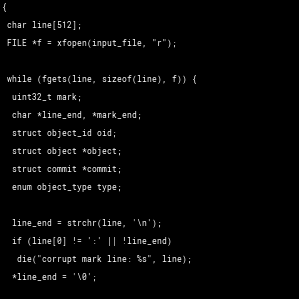 {
 char line[512];
 FILE *f = xfopen(input_file, "r");

 while (fgets(line, sizeof(line), f)) {
  uint32_t mark;
  char *line_end, *mark_end;
  struct object_id oid;
  struct object *object;
  struct commit *commit;
  enum object_type type;

  line_end = strchr(line, '\n');
  if (line[0] != ':' || !line_end)
   die("corrupt mark line: %s", line);
  *line_end = '\0';